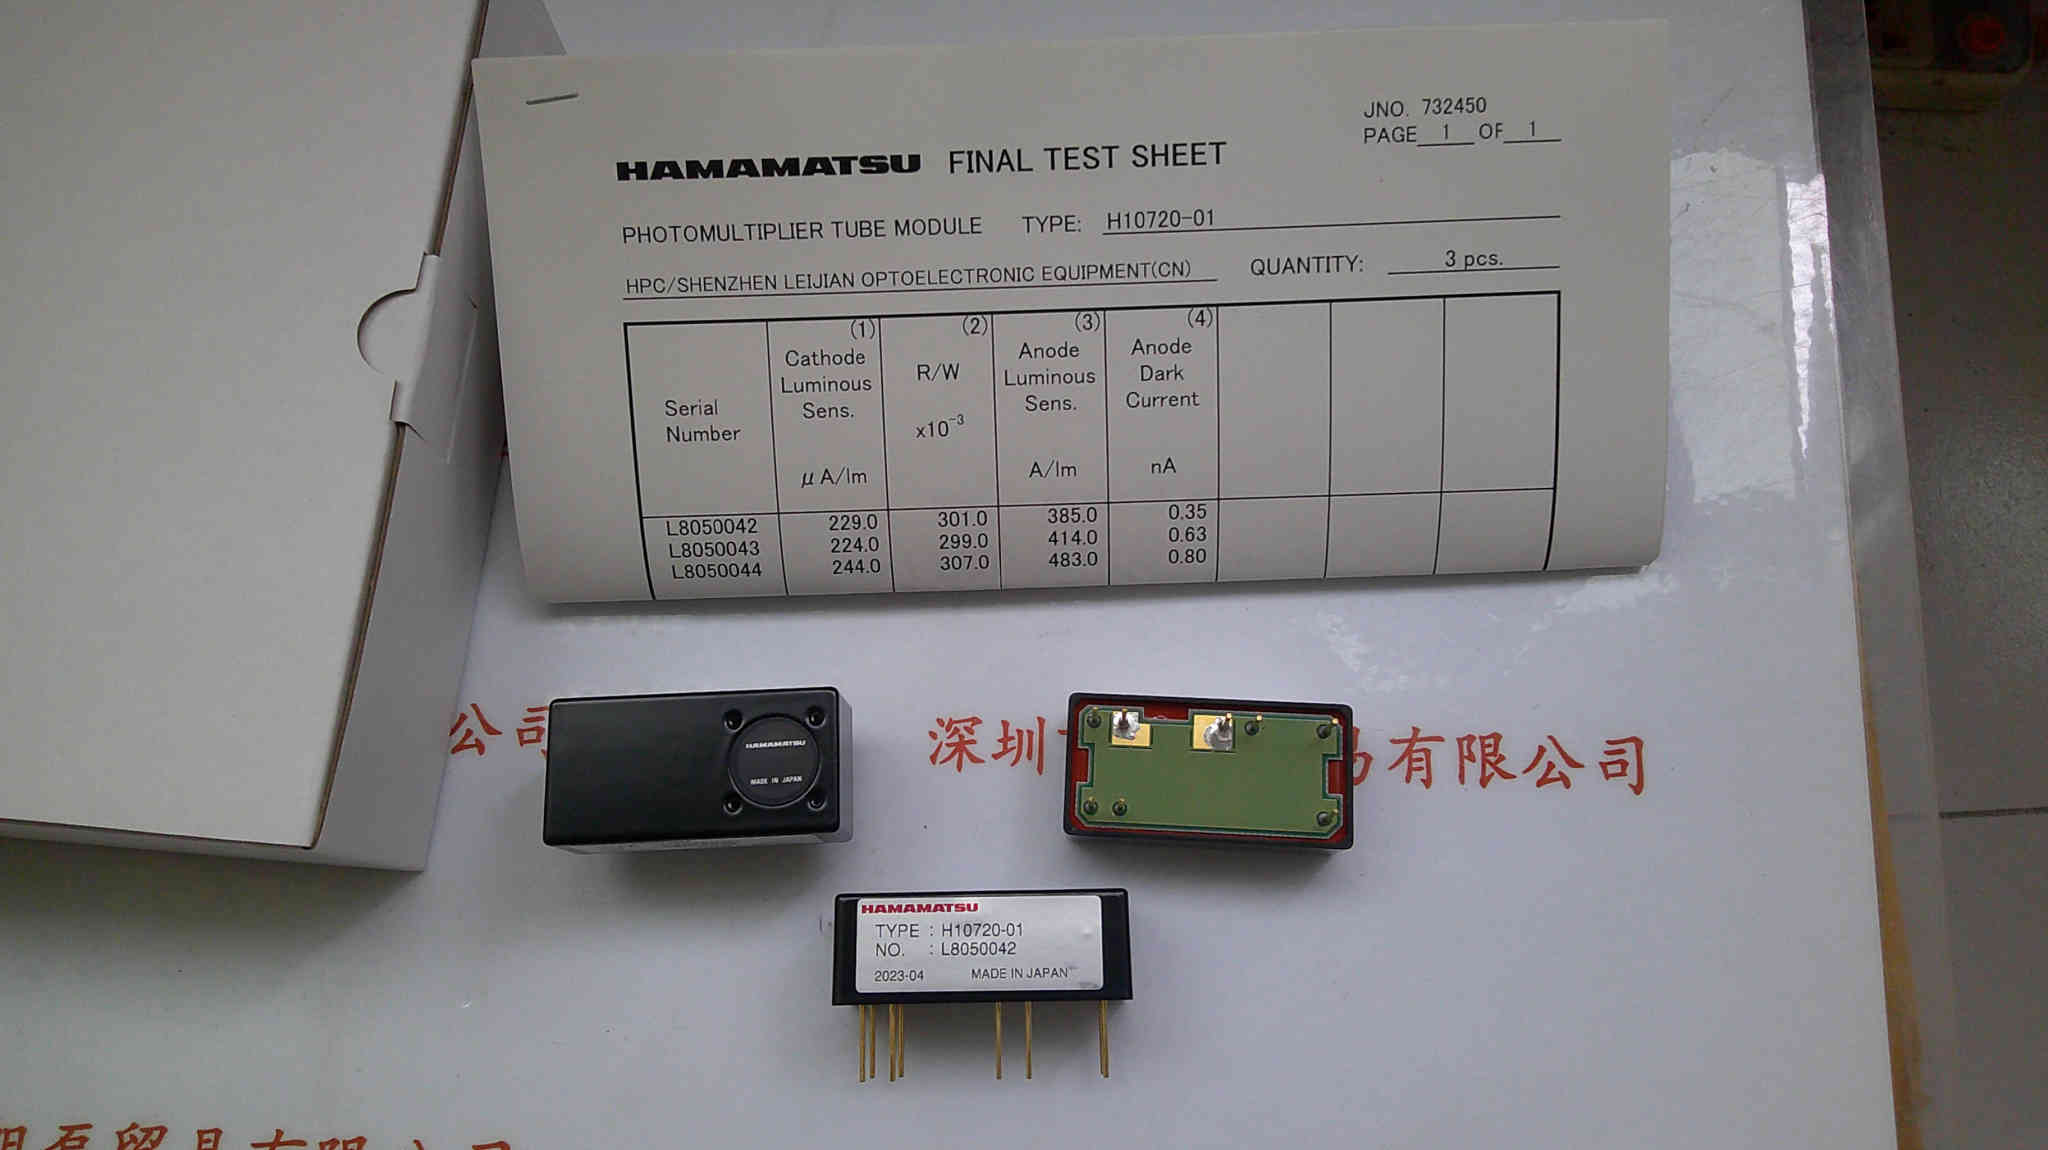 JNO. 732450
PAGE 1 OF 1
HAMAMATSU FINAL TEST SHEET
PHOTOMULTIPLIER TUBE MODULE TYPE: H10720-01
HPC/SHENZHEN LEIJIAN OPTOELECTRONIC EQUIPMENT(CN) QUANTITY: 3 pcs.
Serial Number (1) Cathode Luminous Sens. μA/lm (2) R/W x10⁻³ (3) Anode Luminous Sens. A/lm (4) Anode Dark Current nA
L8050042 229.0 301.0 385.0 0.35
L8050043 224.0 299.0 414.0 0.63
L8050044 244.0 307.0 483.0 0.80
公司
深圳
有限公司
HAMAMATSU
MADE IN JAPAN
HAMAMATSU
TYPE : H10720-01
NO. : L8050042
2023-04 MADE IN JAPAN